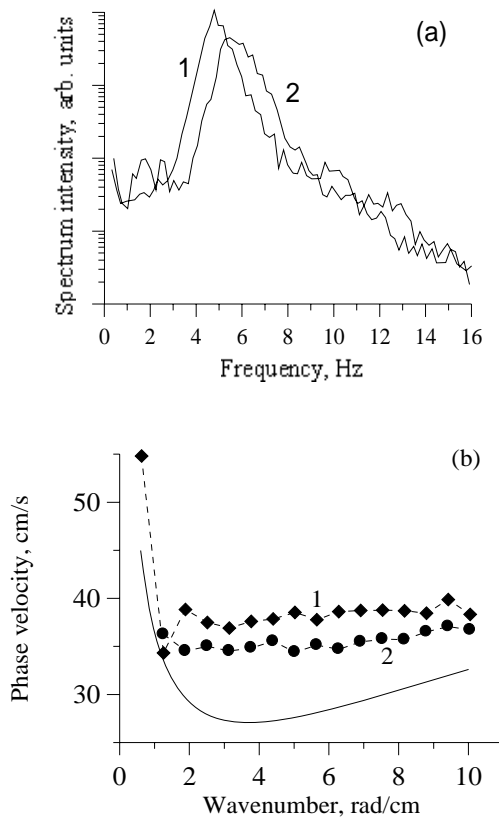 (a)
Spectrum intensity, arb. units
1
2
0 2 4 6 8 10 12 14 16
Frequency, Hz
(b)
Phase velocity, cm/s
50
40
30
1
2
0 2 4 6 8 10
Wavenumber, rad/cm